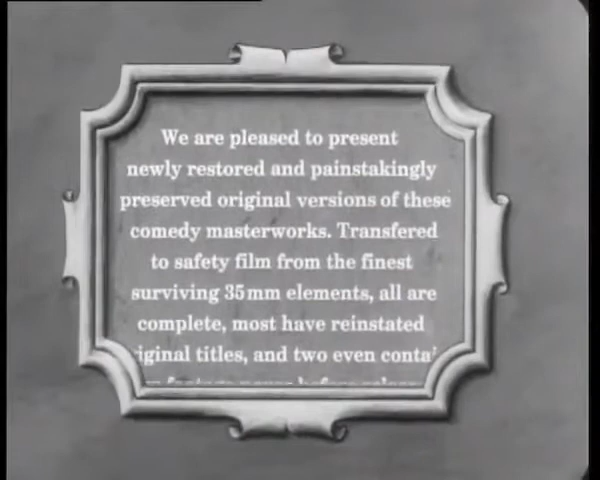 We are pleased to present
newly restored and painstakingly
preserved original versions of these
comedy masterworks. Transfered
to safety film from the finest
surviving 35mm elements, all are
complete, most have reinstated
iginal titles, and two even contai